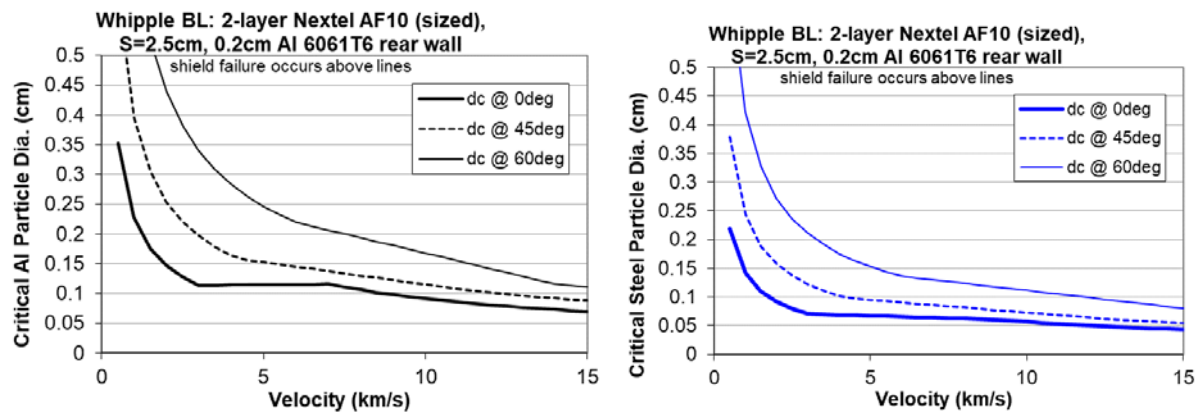 Whipple BL: 2-layer Nextel AF10 (sized),
S=2.5cm, 0.2cm Al 6061T6 rear wall
shield failure occurs above lines
Critical Al Particle Dia. (cm)
0.5
0.45
0.4
0.35
0.3
0.25
0.2
0.15
0.1
0.05
0
dc @ 0deg
dc @ 45deg
dc @ 60deg
0
5
10
15
Velocity (km/s)
Whipple BL: 2-layer Nextel AF10 (sized),
S=2.5cm, 0.2cm Al 6061T6 rear wall
shield failure occurs above lines
Critical Steel Particle Dia. (cm)
0.5
0.45
0.4
0.35
0.3
0.25
0.2
0.15
0.1
0.05
0
dc @ 0deg
dc @ 45deg
dc @ 60deg
0
5
10
15
Velocity (km/s)